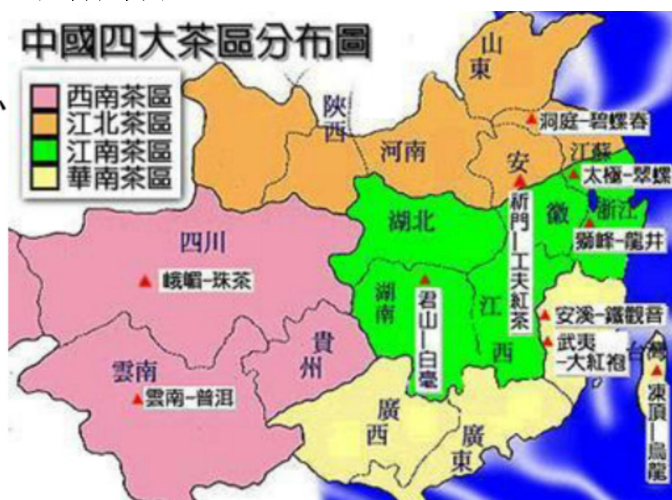 中國四大茶區分布圖
西南茶區
江北茶區
江南茶區
華南茶區
山東
陝西
河南
安
徽
江蘇
洞庭-碧螺春
太極-翠螺
浙江
獅峰-龍井
祈門-工夫紅茶
湖北
四川
峨嵋-珠茶
湖南
君山-白毫
江西
安溪-鐵觀音
武夷
-大紅袍
台灣
凍頂-烏龍
貴州
雲南
雲南-普洱
廣西
廣東